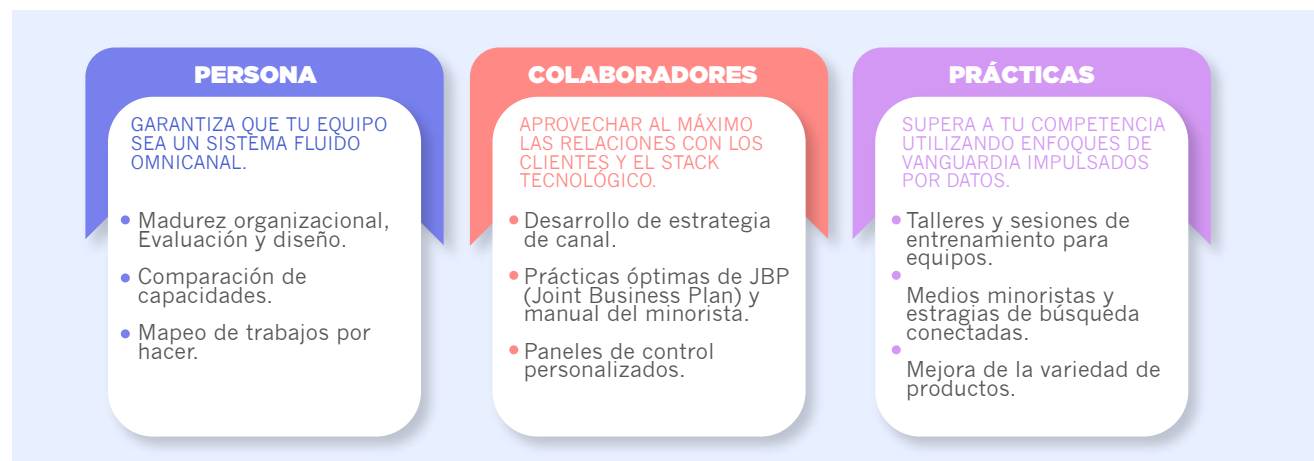 PERSONA
GARANTIZA QUE TU EQUIPO
SEA UN SISTEMA FLUIDO
OMNICANAL.
• Madurez organizacional,
Evaluación y diseño.
• Comparación de
capacidades.
• Mapeo de trabajos por
hacer.
COLABORADORES
APROVECHAR AL MÁXIMO
LAS RELACIONES CON LOS
CLIENTES Y EL STACK
TECNOLÓGICO.
• Desarrollo de estrategia
de canal.
• Prácticas óptimas de JBP
(Joint Business Plan) y
manual del minorista.
• Paneles de control
personalizados.
PRÁCTICAS
SUPERA A TU COMPETENCIA
UTILIZANDO ENFOQUES DE
VANGUARDIA IMPULSADOS
POR DATOS.
• Talleres y sesiones de
entrenamiento para
equipos.
• Medios minoristas y
estragias de búsqueda
conectadas.
• Mejora de la variedad de
productos.